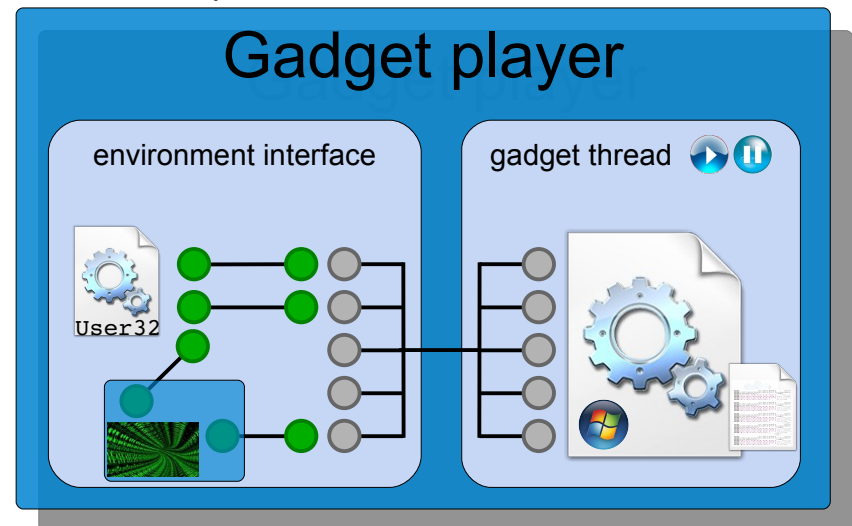 Gadget player
environment interface
gadget thread
User32